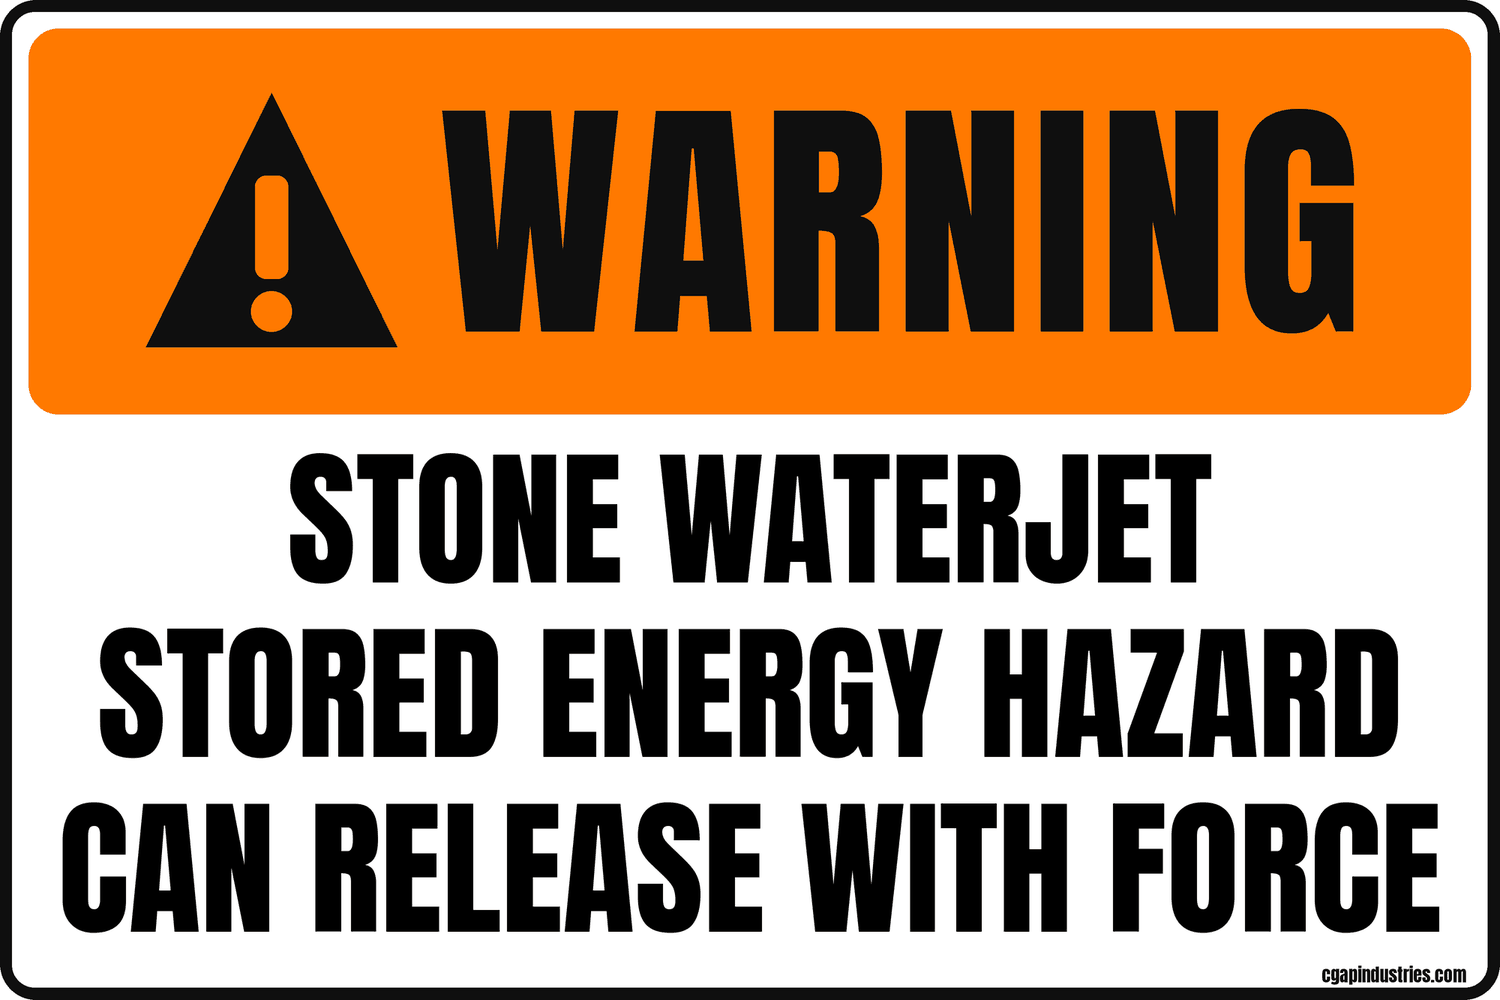 WARNING
STONE WATERJET
STORED ENERGY HAZARD
CAN RELEASE WITH FORCE
cgapindustries.com